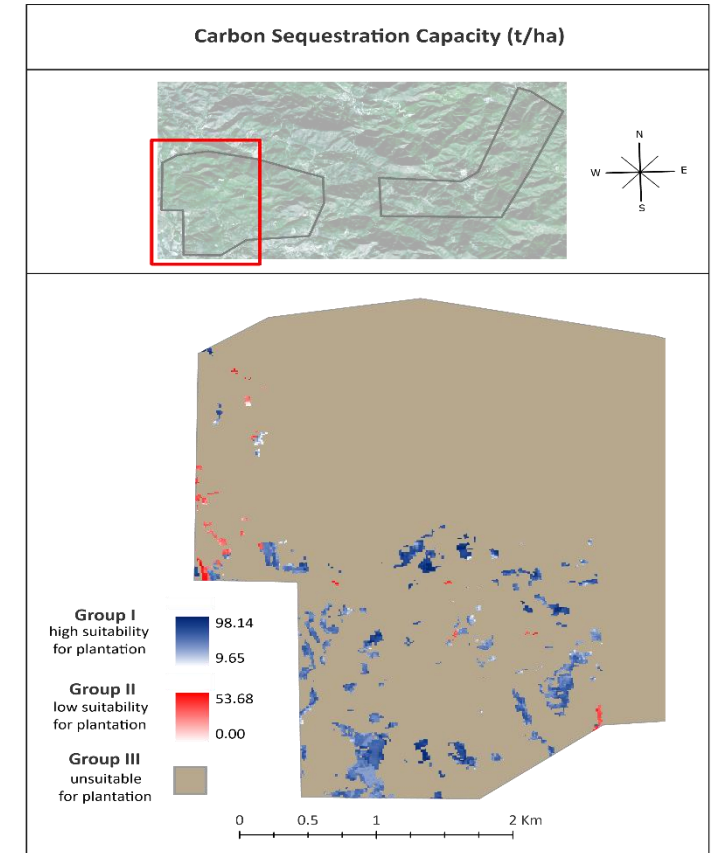 Carbon Sequestration Capacity (t/ha)
N
W E
S
Group I
high suitability
for plantation
98.14
9.65
Group II
low suitability
for plantation
53.68
0.00
Group III
unsuitable
for plantation
0 0.5 1 2 Km